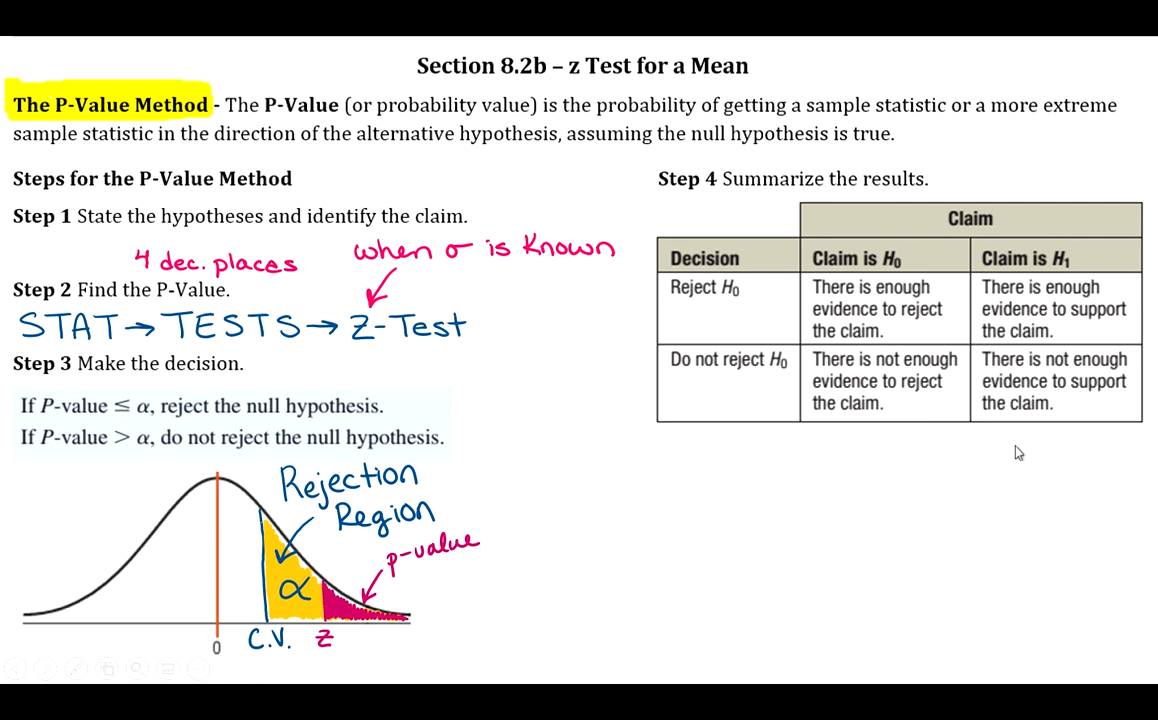 Section 8.2b – z Test for a Mean
The P-Value Method - The P-Value (or probability value) is the probability of getting a sample statistic or a more extreme
sample statistic in the direction of the alternative hypothesis, assuming the null hypothesis is true.
Steps for the P-Value Method
Step 1 State the hypotheses and identify the claim.
4 dec. places
when σ is known
Step 2 Find the P-Value.
STAT → TESTS → Z-Test
Step 3 Make the decision.
If P-value ≤ α, reject the null hypothesis.
If P-value > α, do not reject the null hypothesis.
Rejection
Region
p-value
α
0
C.V.
z
Step 4 Summarize the results.
Claim
Decision
Claim is H₀
Claim is H₁
Reject H₀
There is enough
evidence to reject
the claim.
There is enough
evidence to support
the claim.
Do not reject H₀
There is not enough
evidence to reject
the claim.
There is not enough
evidence to support
the claim.